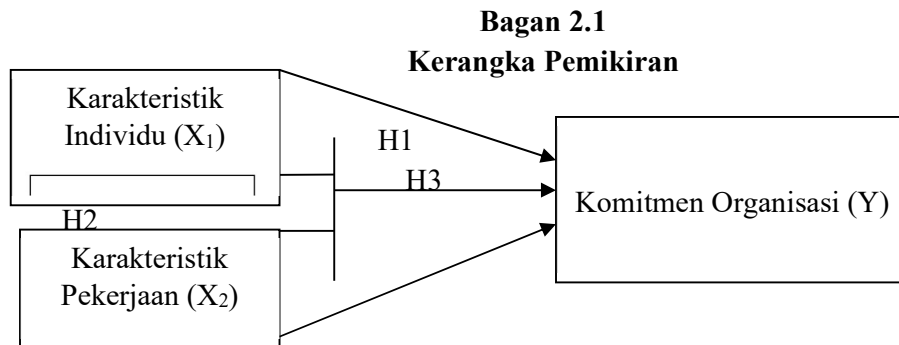 Bagan 2.1
Kerangka Pemikiran
Karakteristik
Individu (X₁)
H1
H3
Komitmen Organisasi (Y)
H2
Karakteristik
Pekerjaan (X₂)